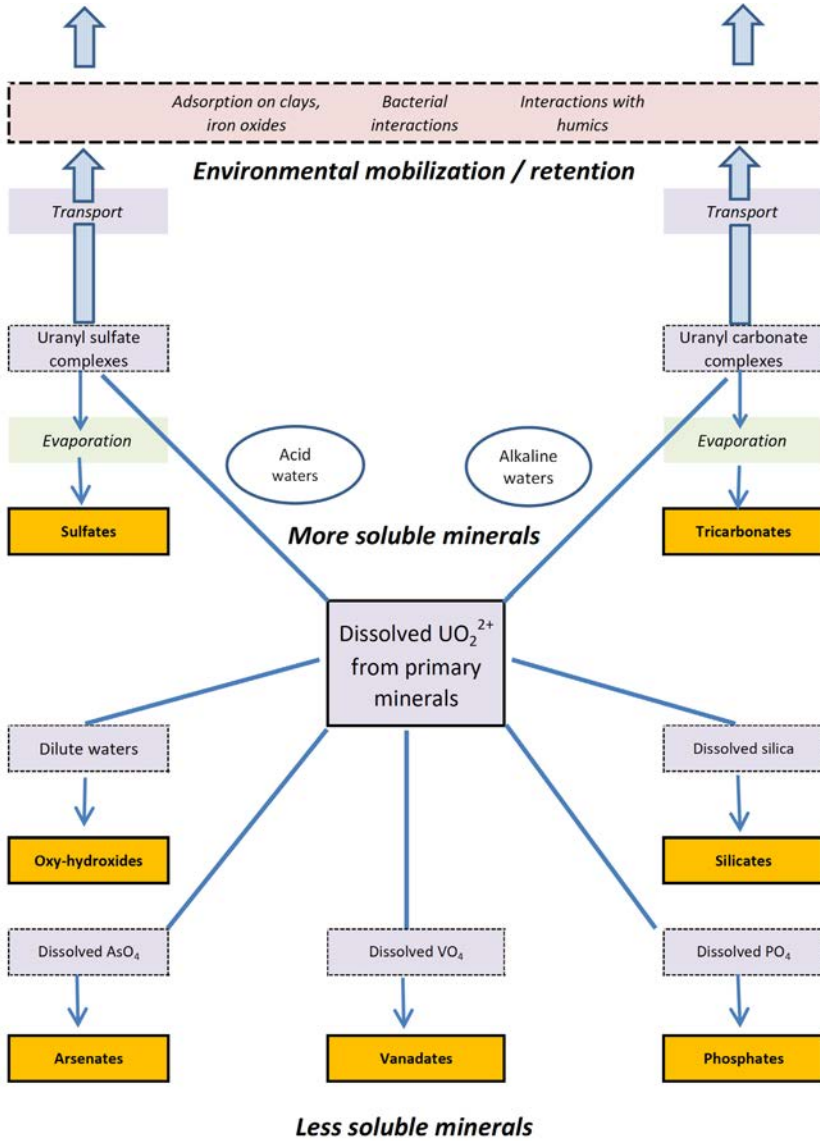 Adsorption on clays,
iron oxides
Bacterial
interactions
Interactions with
humics
Environmental mobilization / retention
Transport
Transport
Uranyl sulfate
complexes
Uranyl carbonate
complexes
Evaporation
Acid
waters
Alkaline
waters
Evaporation
Sulfates
More soluble minerals
Tricarbonates
Dissolved UO₂²⁺
from primary
minerals
Dilute waters
Dissolved silica
Oxy-hydroxides
Silicates
Dissolved AsO₄
Dissolved VO₄
Dissolved PO₄
Arsenates
Vanadates
Phosphates
Less soluble minerals